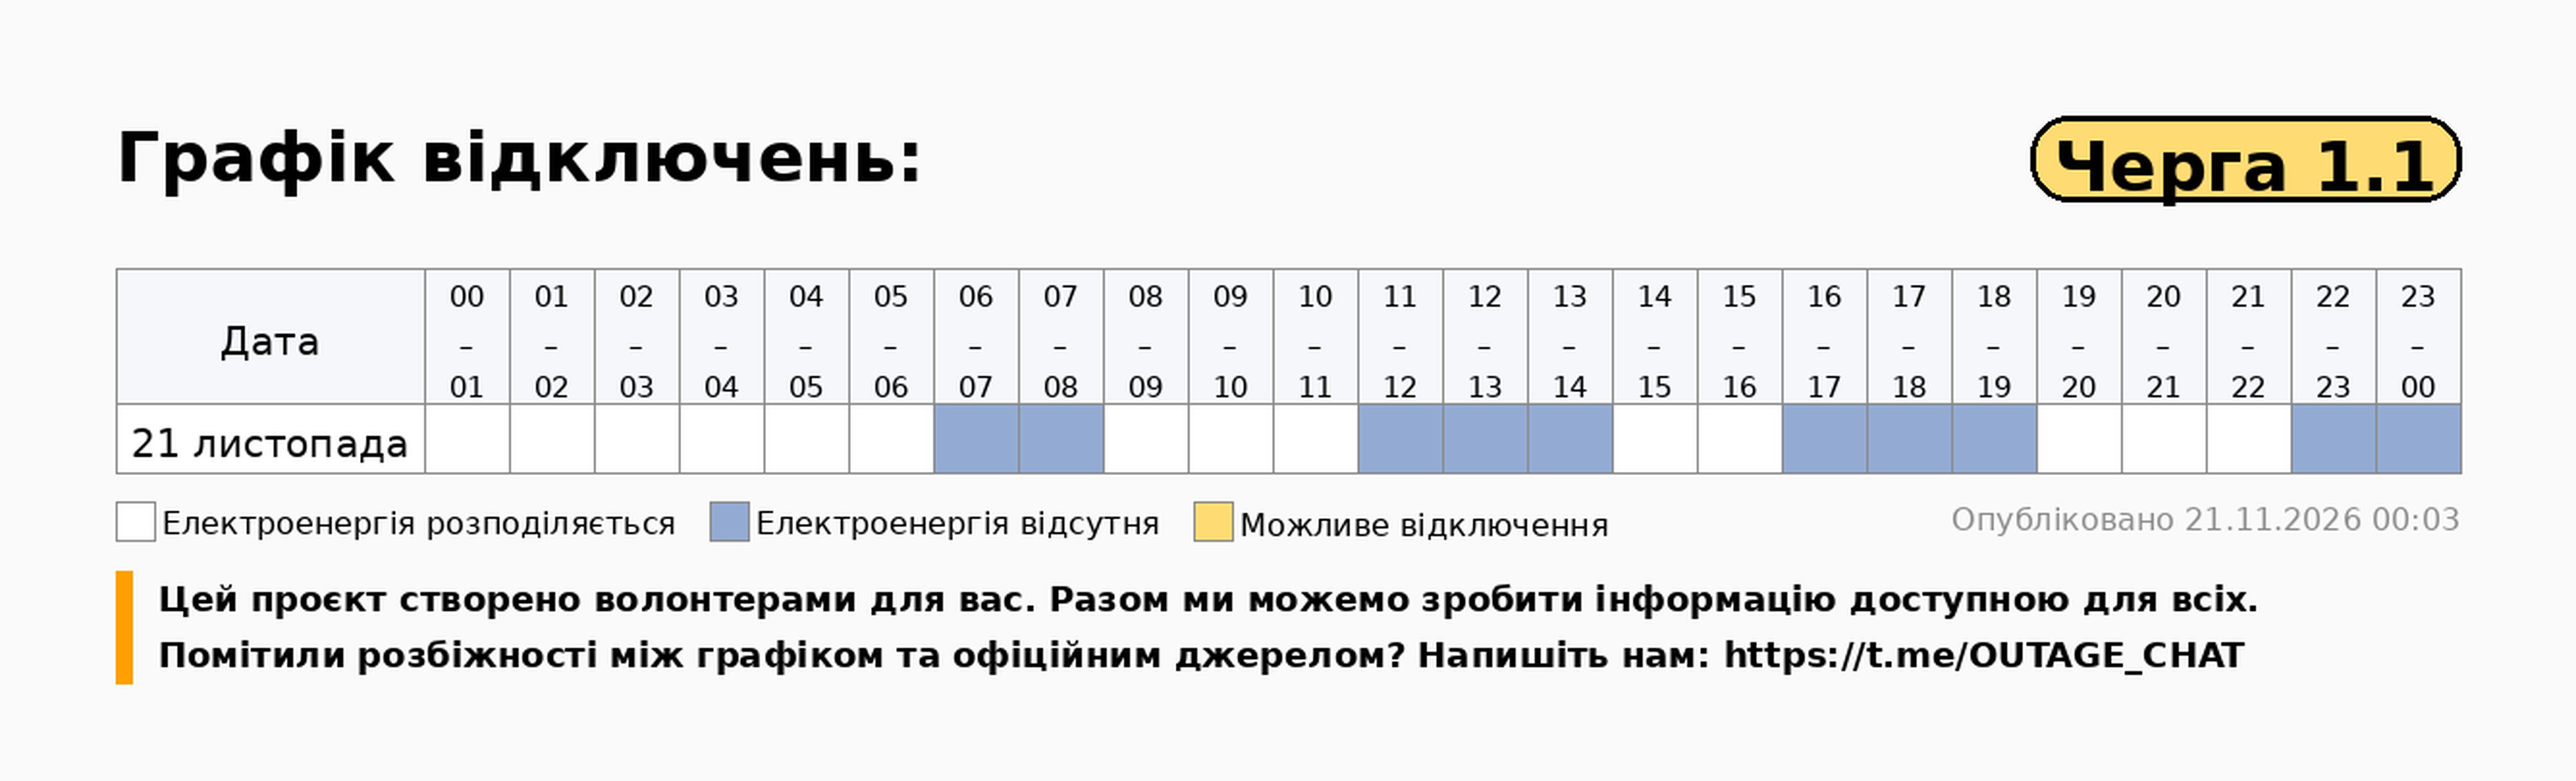 Графік відключень:
Черга 1.1
Дата 00 – 01 01 – 02 02 – 03 03 – 04 04 – 05 05 – 06 06 – 07 07 – 08 08 – 09 09 – 10 10 – 11 11 – 12 12 – 13 13 – 14 14 – 15 15 – 16 16 – 17 17 – 18 18 – 19 19 – 20 20 – 21 21 – 22 22 – 23 23 – 00
21 листопада
Електроенергія розподіляється Електроенергія відсутня Можливе відключення
Опубліковано 21.11.2026 00:03
Цей проєкт створено волонтерами для вас. Разом ми можемо зробити інформацію доступною для всіх.
Помітили розбіжності між графіком та офіційним джерелом? Напишіть нам: https://t.me/OUTAGE_CHAT